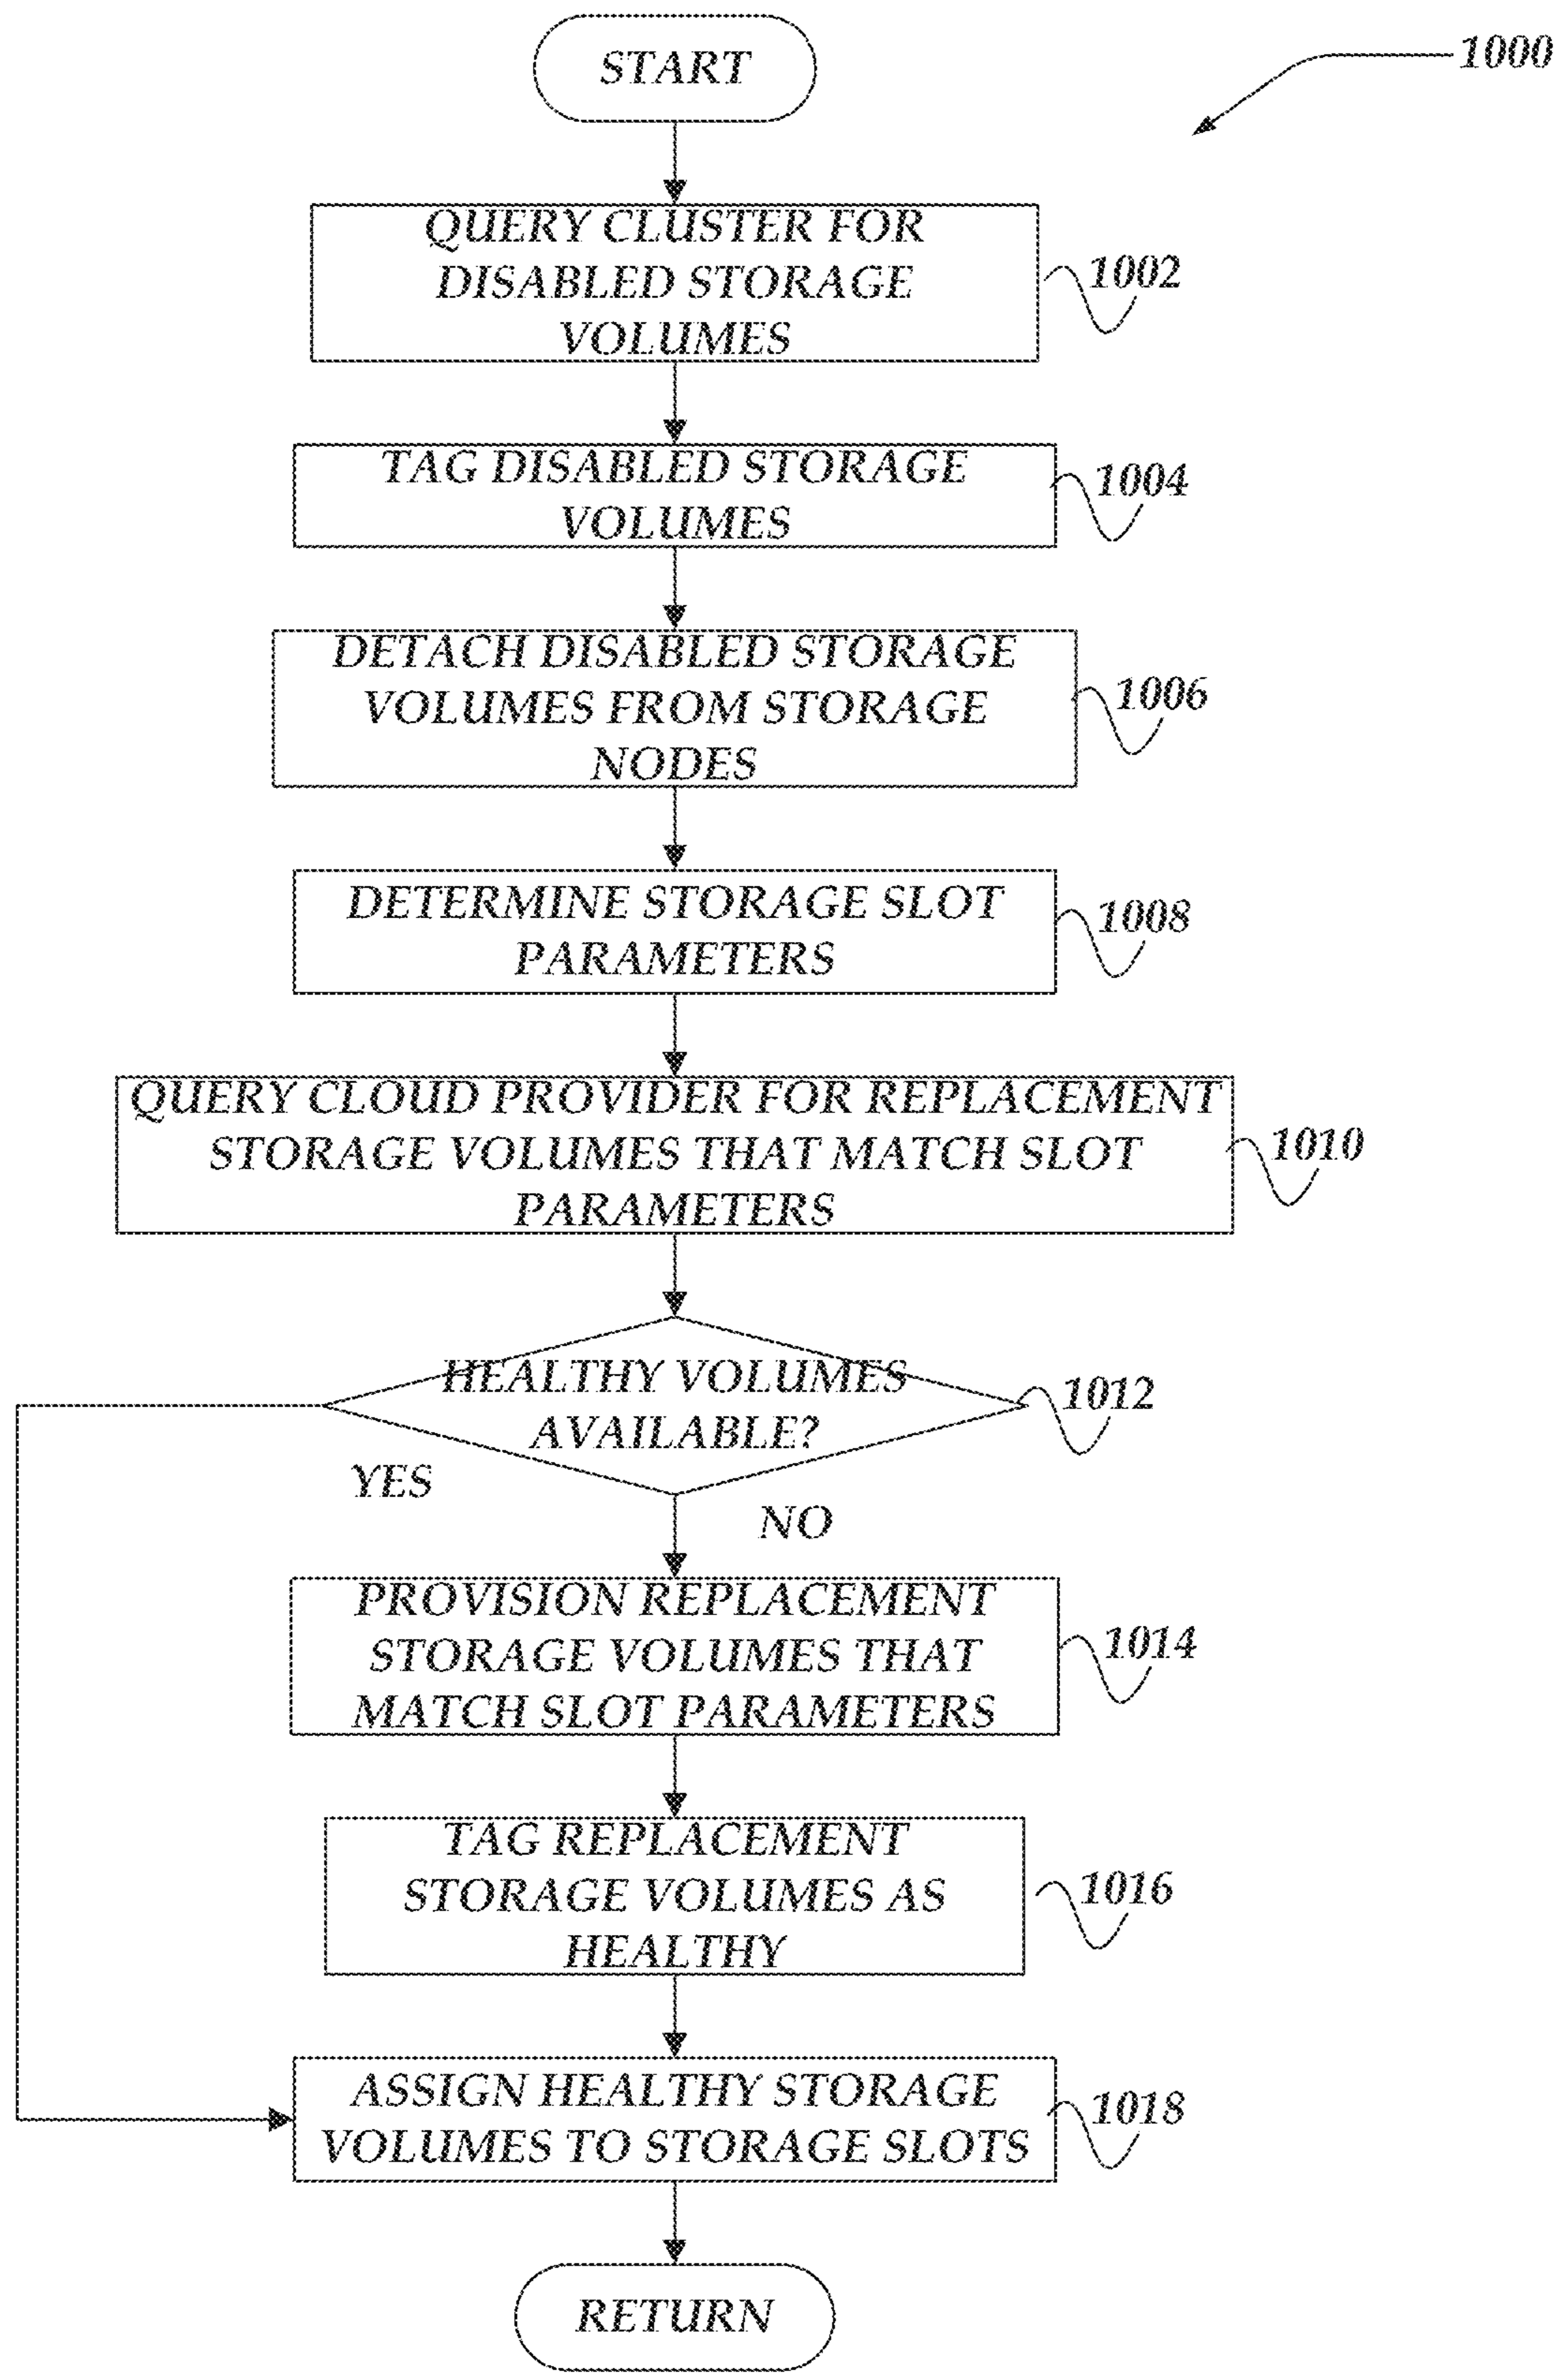 START
1000
QUERY CLUSTER FOR
DISABLED STORAGE
VOLUMES
1002
TAG DISABLED STORAGE
VOLUMES
1004
DETACH DISABLED STORAGE
VOLUMES FROM STORAGE
NODES
1006
DETERMINE STORAGE SLOT
PARAMETERS
1008
QUERY CLOUD PROVIDER FOR REPLACEMENT
STORAGE VOLUMES THAT MATCH SLOT
PARAMETERS
1010
HEALTHY VOLUMES
AVAILABLE?
1012
YES
NO
PROVISION REPLACEMENT
STORAGE VOLUMES THAT
MATCH SLOT PARAMETERS
1014
TAG REPLACEMENT
STORAGE VOLUMES AS
HEALTHY
1016
ASSIGN HEALTHY STORAGE
VOLUMES TO STORAGE SLOTS
1018
RETURN